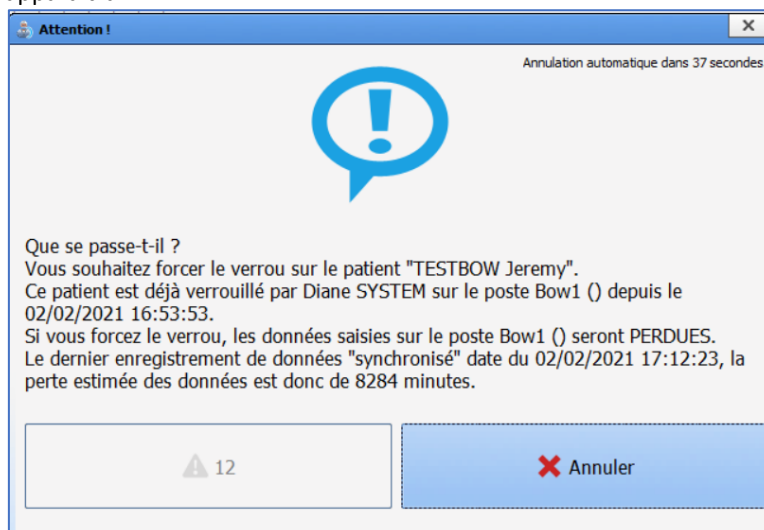 Attention !
Annulation automatique dans 37 secondes
Que se passe-t-il ?
Vous souhaitez forcer le verrou sur le patient "TESTBOW Jeremy".
Ce patient est déjà verrouillé par Diane SYSTEM sur le poste Bow1 () depuis le
02/02/2021 16:53:53.
Si vous forcez le verrou, les données saisies sur le poste Bow1 () seront PERDUES.
Le dernier enregistrement de données "synchronisé" date du 02/02/2021 17:12:23, la
perte estimée des données est donc de 8284 minutes.
12
Annuler